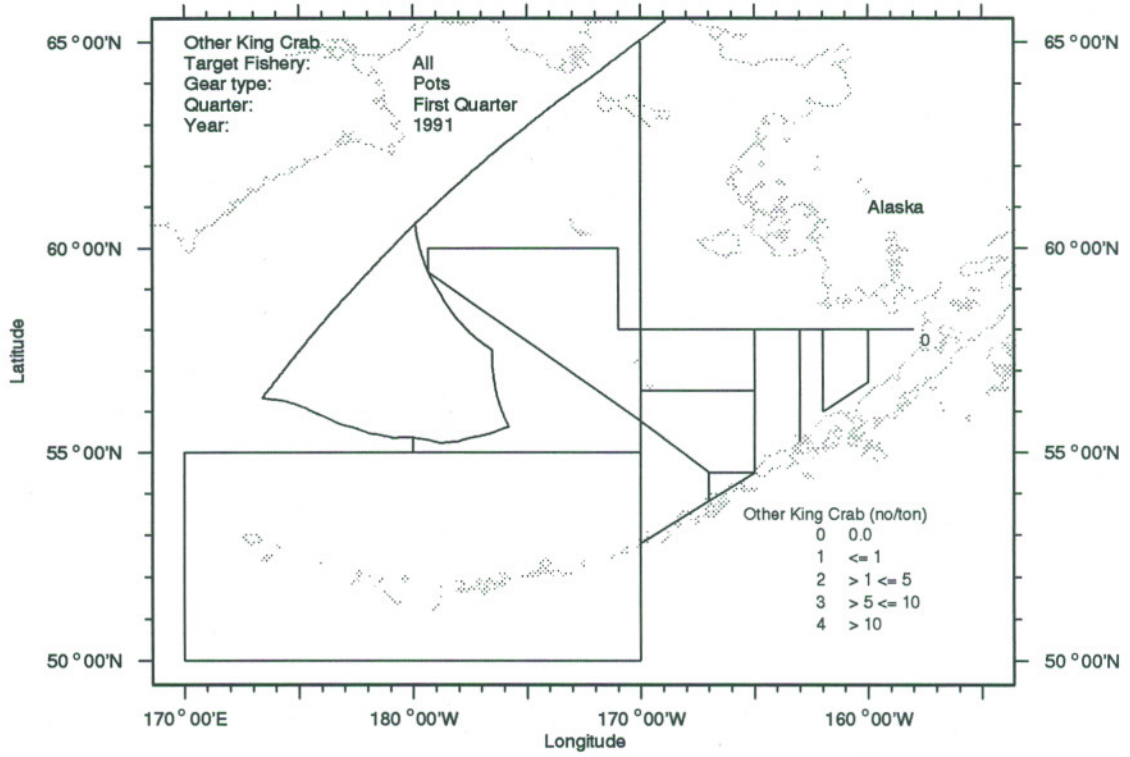 Other King Crab
Target Fishery: All
Gear type: Pots
Quarter: First Quarter
Year: 1991
65 °00'N 65 °00'N
Alaska
60 °00'N 60 °00'N
0
55 °00'N 55 °00'N
Other King Crab (no/ton)
0 0.0
1 <= 1
2 > 1 <= 5
3 > 5 <= 10
4 > 10
50 °00'N 50 °00'N
170 °00'E 180 °00'W 170 °00'W 160 °00'W
Longitude
Latitude